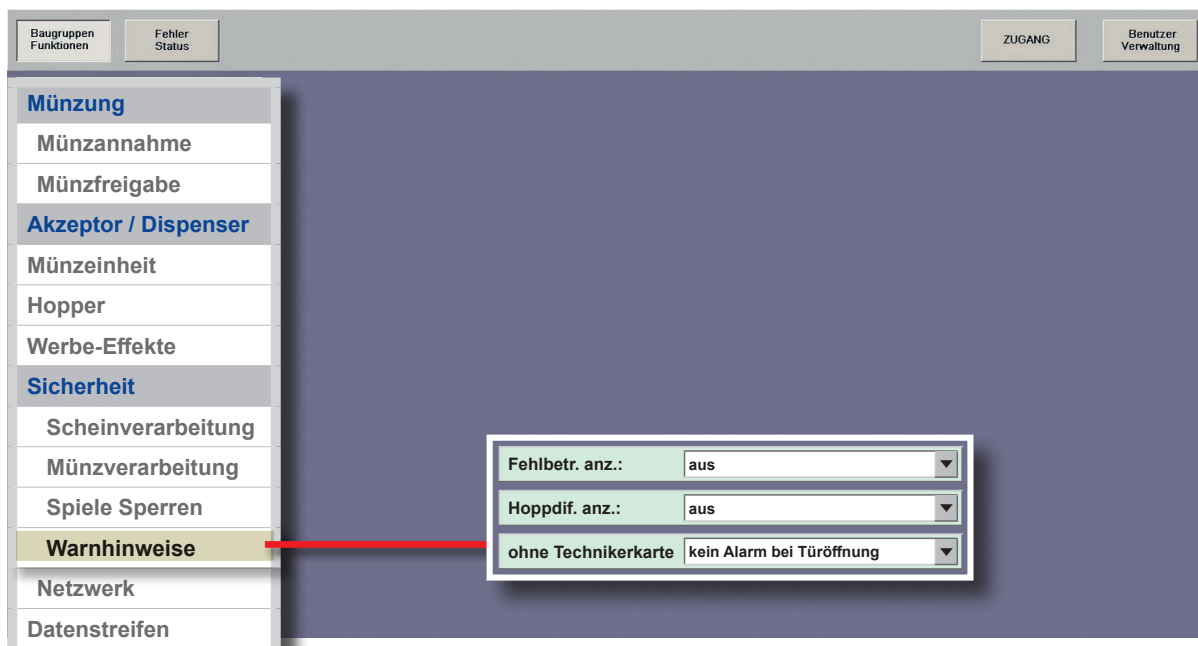 Baugruppen
Funktionen
Fehler
Status
ZUGANG
Benutzer
Verwaltung
Münzung
Münzannahme
Münzfreigabe
Akzeptor / Dispenser
Münzeinheit
Hopper
Werbe-Effekte
Sicherheit
Scheinverarbeitung
Münzverarbeitung
Spiele Sperren
Warnhinweise
Netzwerk
Datenstreifen
Fehlbetr. anz.: aus
Hoppdif. anz.: aus
ohne Technikerkarte kein Alarm bei Türöffnung